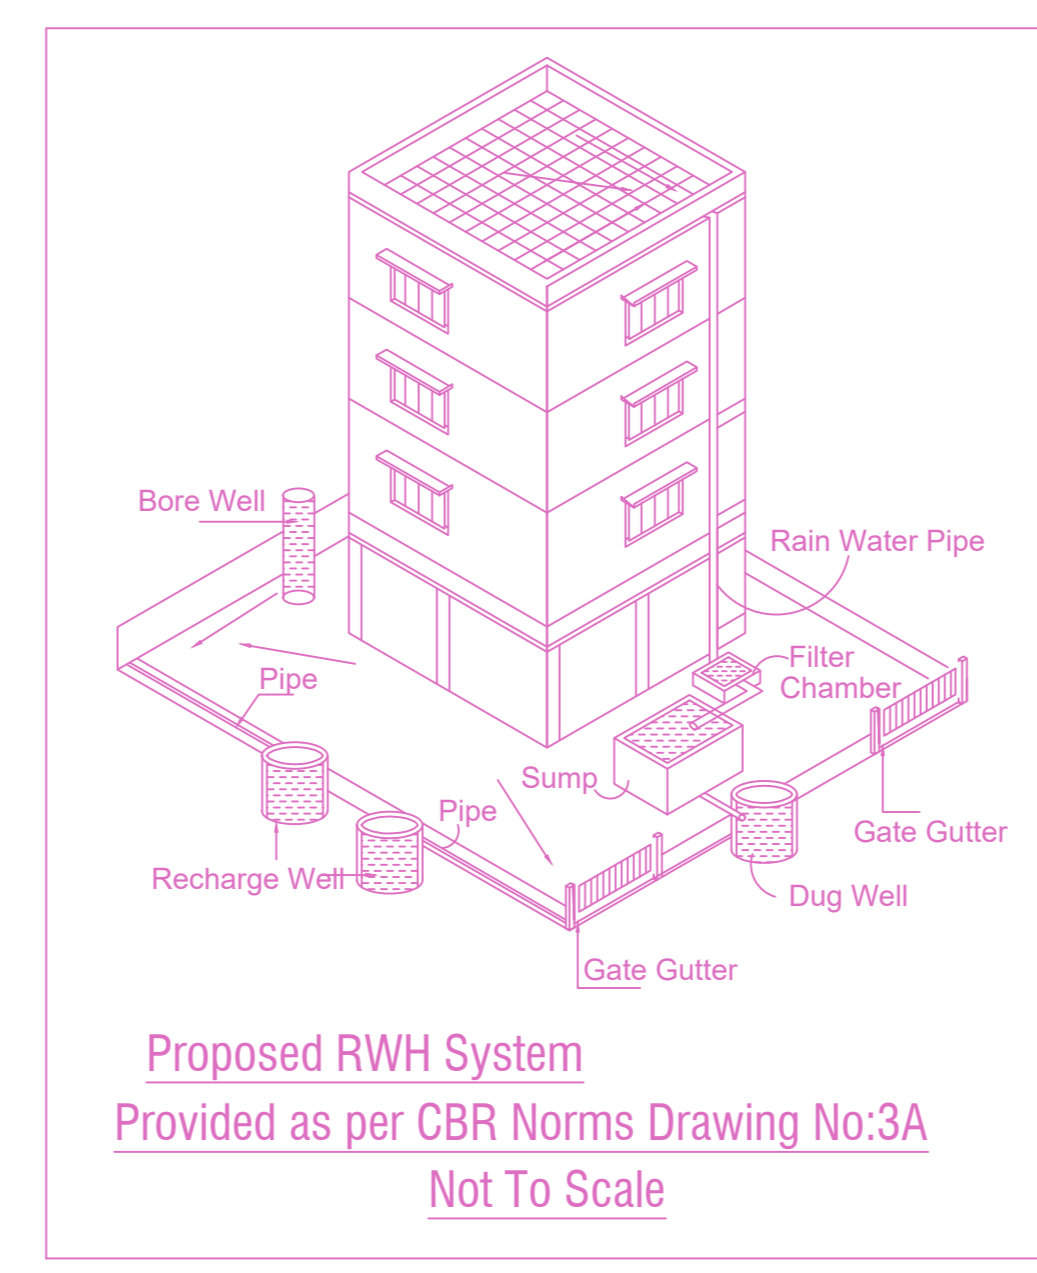 Bore Well
Rain Water Pipe
Filter
Chamber
Pipe
Sump
Pipe
Gate Gutter
Recharge Well
Dug Well
Gate Gutter
Proposed RWH System
Provided as per CBR Norms Drawing No:3A
Not To Scale